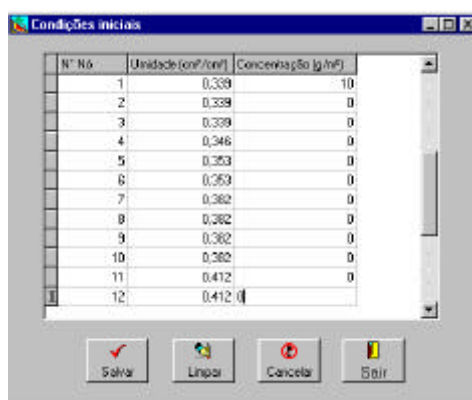 Condições iniciais
N° Nó Umidade (cm³/cm³) Concentração (g/m³)
1 0,339 10
2 0,339 0
3 0,339 0
4 0,346 0
5 0,353 0
6 0,353 0
7 0,382 0
8 0,382 0
9 0,382 0
10 0,382 0
11 0,412 0
12 0,412 0
Salvar Limpar Cancelar Sair